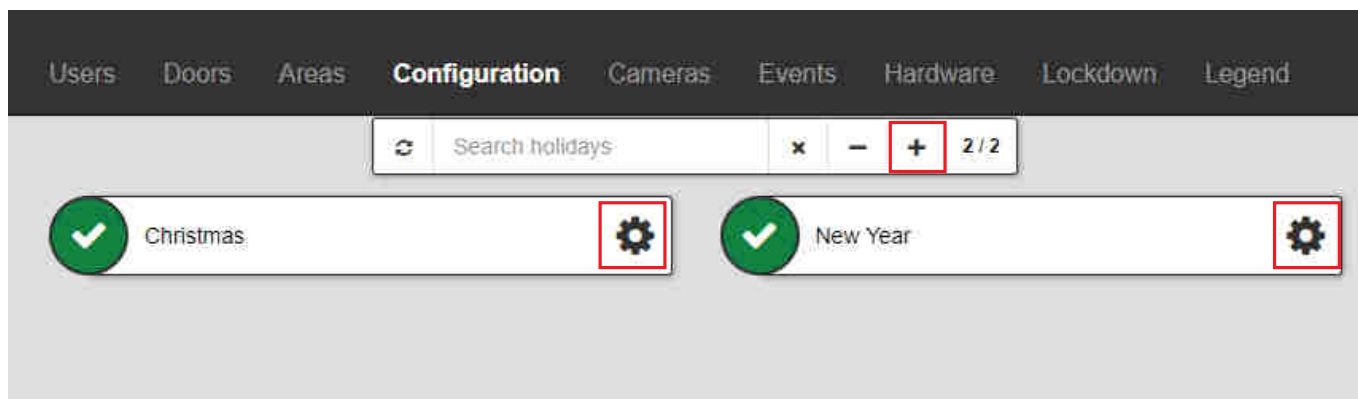 Users Doors Areas Configuration Cameras Events Hardware Lockdown Legend
Search holidays 2 / 2
Christmas New Year